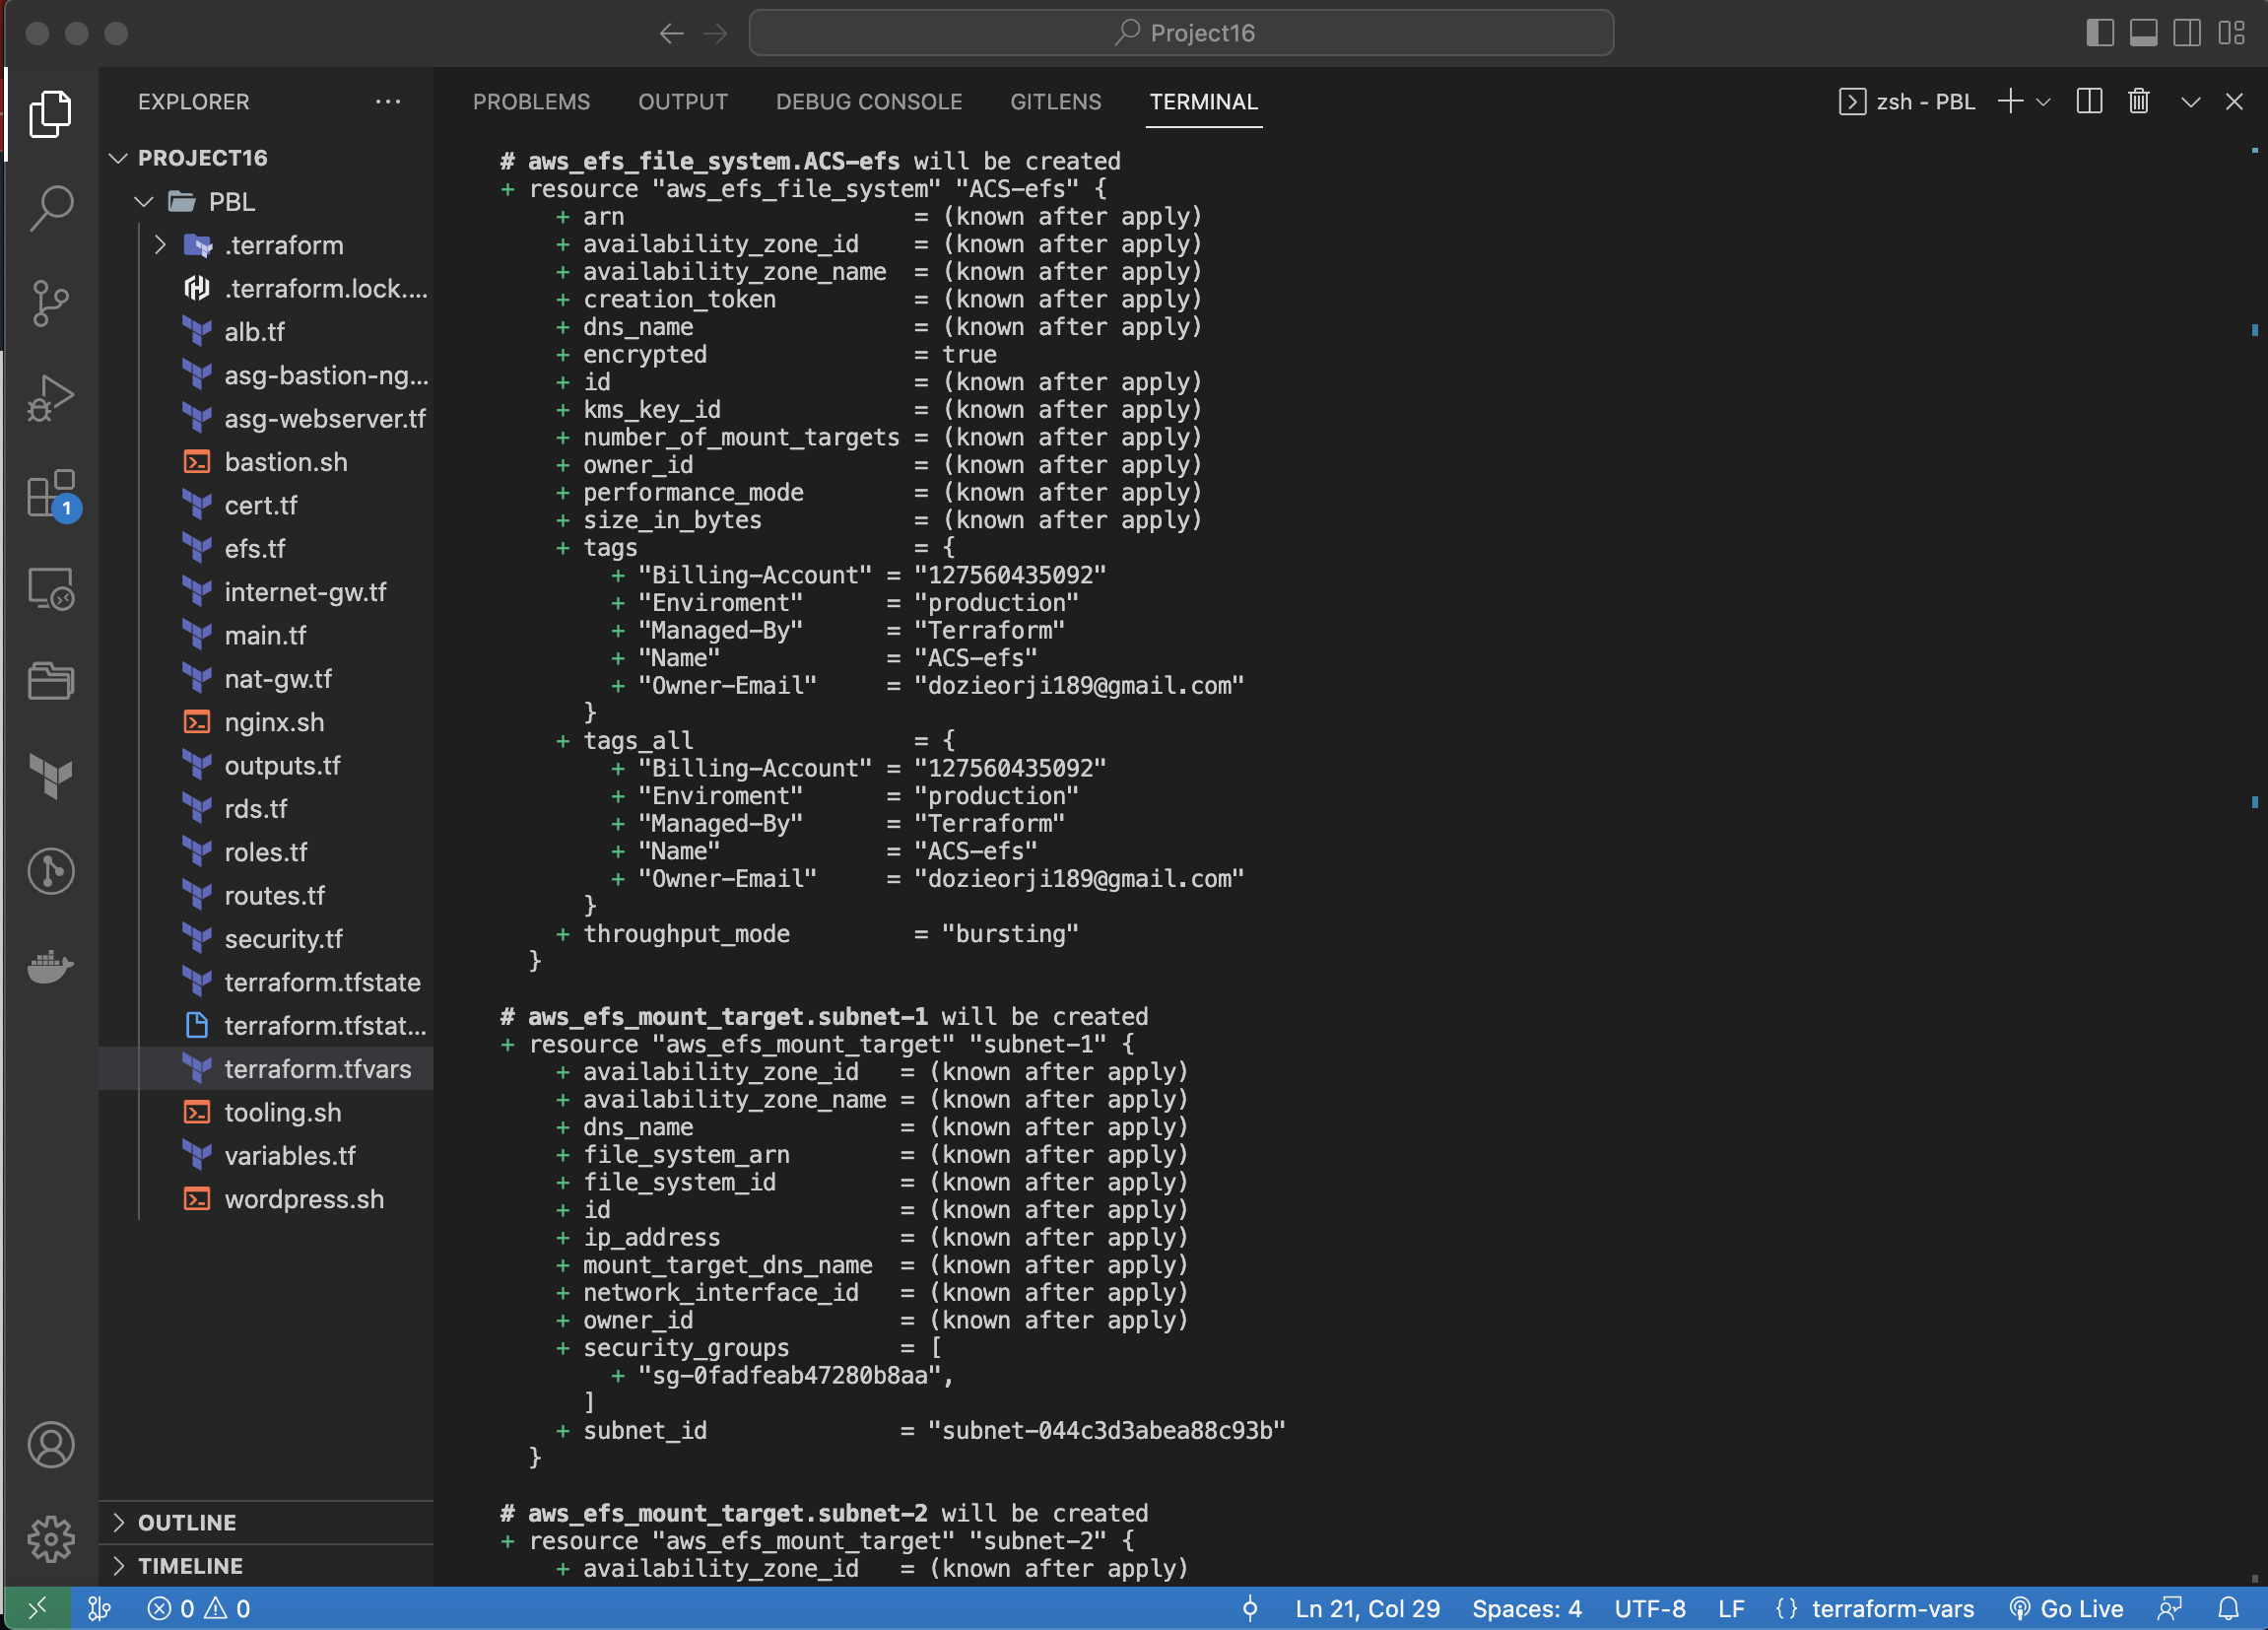 Project16
EXPLORER
PROJECT16
PBL
.terraform
.terraform.lock....
alb.tf
asg-bastion-ng...
asg-webserver.tf
bastion.sh
cert.tf
efs.tf
internet-gw.tf
main.tf
nat-gw.tf
nginx.sh
outputs.tf
rds.tf
roles.tf
routes.tf
security.tf
terraform.tfstate
terraform.tfstat...
terraform.tfvars
tooling.sh
variables.tf
wordpress.sh
OUTLINE
TIMELINE
1
PROBLEMS OUTPUT DEBUG CONSOLE GITLENS TERMINAL
zsh - PBL
# aws_efs_file_system.ACS-efs will be created
+ resource "aws_efs_file_system" "ACS-efs" {
+ arn = (known after apply)
+ availability_zone_id = (known after apply)
+ availability_zone_name = (known after apply)
+ creation_token = (known after apply)
+ dns_name = (known after apply)
+ encrypted = true
+ id = (known after apply)
+ kms_key_id = (known after apply)
+ number_of_mount_targets = (known after apply)
+ owner_id = (known after apply)
+ performance_mode = (known after apply)
+ size_in_bytes = (known after apply)
+ tags = {
+ "Billing-Account" = "127560435092"
+ "Enviroment" = "production"
+ "Managed-By" = "Terraform"
+ "Name" = "ACS-efs"
+ "Owner-Email" = "dozieorji189@gmail.com"
}
+ tags_all = {
+ "Billing-Account" = "127560435092"
+ "Enviroment" = "production"
+ "Managed-By" = "Terraform"
+ "Name" = "ACS-efs"
+ "Owner-Email" = "dozieorji189@gmail.com"
}
+ throughput_mode = "bursting"
}
# aws_efs_mount_target.subnet-1 will be created
+ resource "aws_efs_mount_target" "subnet-1" {
+ availability_zone_id = (known after apply)
+ availability_zone_name = (known after apply)
+ dns_name = (known after apply)
+ file_system_arn = (known after apply)
+ file_system_id = (known after apply)
+ id = (known after apply)
+ ip_address = (known after apply)
+ mount_target_dns_name = (known after apply)
+ network_interface_id = (known after apply)
+ owner_id = (known after apply)
+ security_groups = [
+ "sg-0fadfeab47280b8aa",
]
+ subnet_id = "subnet-044c3d3abea88c93b"
}
# aws_efs_mount_target.subnet-2 will be created
+ resource "aws_efs_mount_target" "subnet-2" {
+ availability_zone_id = (known after apply)
0 0
Ln 21, Col 29 Spaces: 4 UTF-8 LF {} terraform-vars Go Live